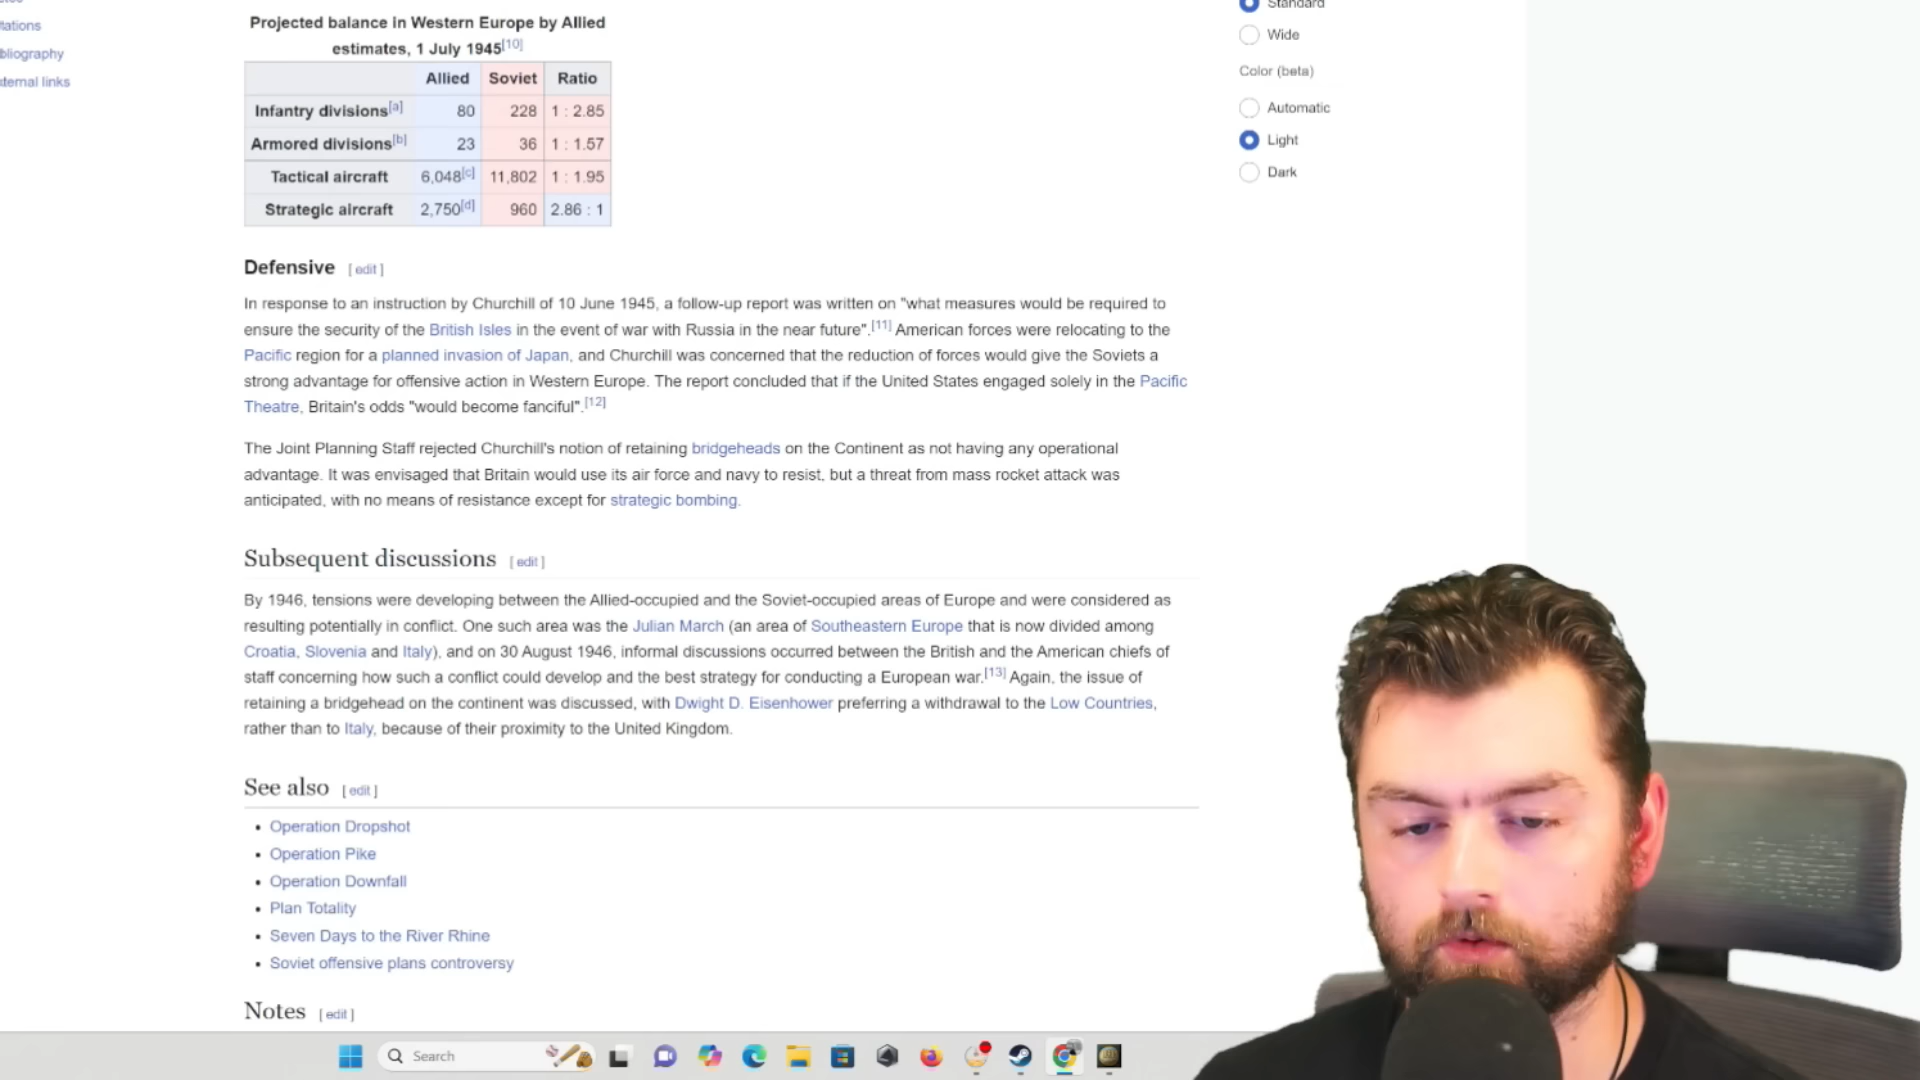 tations
bliography
ternal links
Projected balance in Western Europe by Allied
estimates, 1 July 1945[10]
Allied Soviet Ratio
Infantry divisions[a] 80 228 1 : 2.85
Armored divisions[b] 23 36 1 : 1.57
Tactical aircraft 6,048[c] 11,802 1 : 1.95
Strategic aircraft 2,750[d] 960 2.86 : 1
Standard
Wide
Color (beta)
Automatic
Light
Dark
Defensive [ edit ]
In response to an instruction by Churchill of 10 June 1945, a follow-up report was written on "what measures would be required to
ensure the security of the British Isles in the event of war with Russia in the near future".[11] American forces were relocating to the
Pacific region for a planned invasion of Japan, and Churchill was concerned that the reduction of forces would give the Soviets a
strong advantage for offensive action in Western Europe. The report concluded that if the United States engaged solely in the Pacific
Theatre, Britain's odds "would become fanciful".[12]
The Joint Planning Staff rejected Churchill's notion of retaining bridgeheads on the Continent as not having any operational
advantage. It was envisaged that Britain would use its air force and navy to resist, but a threat from mass rocket attack was
anticipated, with no means of resistance except for strategic bombing.
Subsequent discussions [ edit ]
By 1946, tensions were developing between the Allied-occupied and the Soviet-occupied areas of Europe and were considered as
resulting potentially in conflict. One such area was the Julian March (an area of Southeastern Europe that is now divided among
Croatia, Slovenia and Italy), and on 30 August 1946, informal discussions occurred between the British and the American chiefs of
staff concerning how such a conflict could develop and the best strategy for conducting a European war.[13] Again, the issue of
retaining a bridgehead on the continent was discussed, with Dwight D. Eisenhower preferring a withdrawal to the Low Countries,
rather than to Italy, because of their proximity to the United Kingdom.
See also [ edit ]
• Operation Dropshot
• Operation Pike
• Operation Downfall
• Plan Totality
• Seven Days to the River Rhine
• Soviet offensive plans controversy
Notes [ edit ]
Search